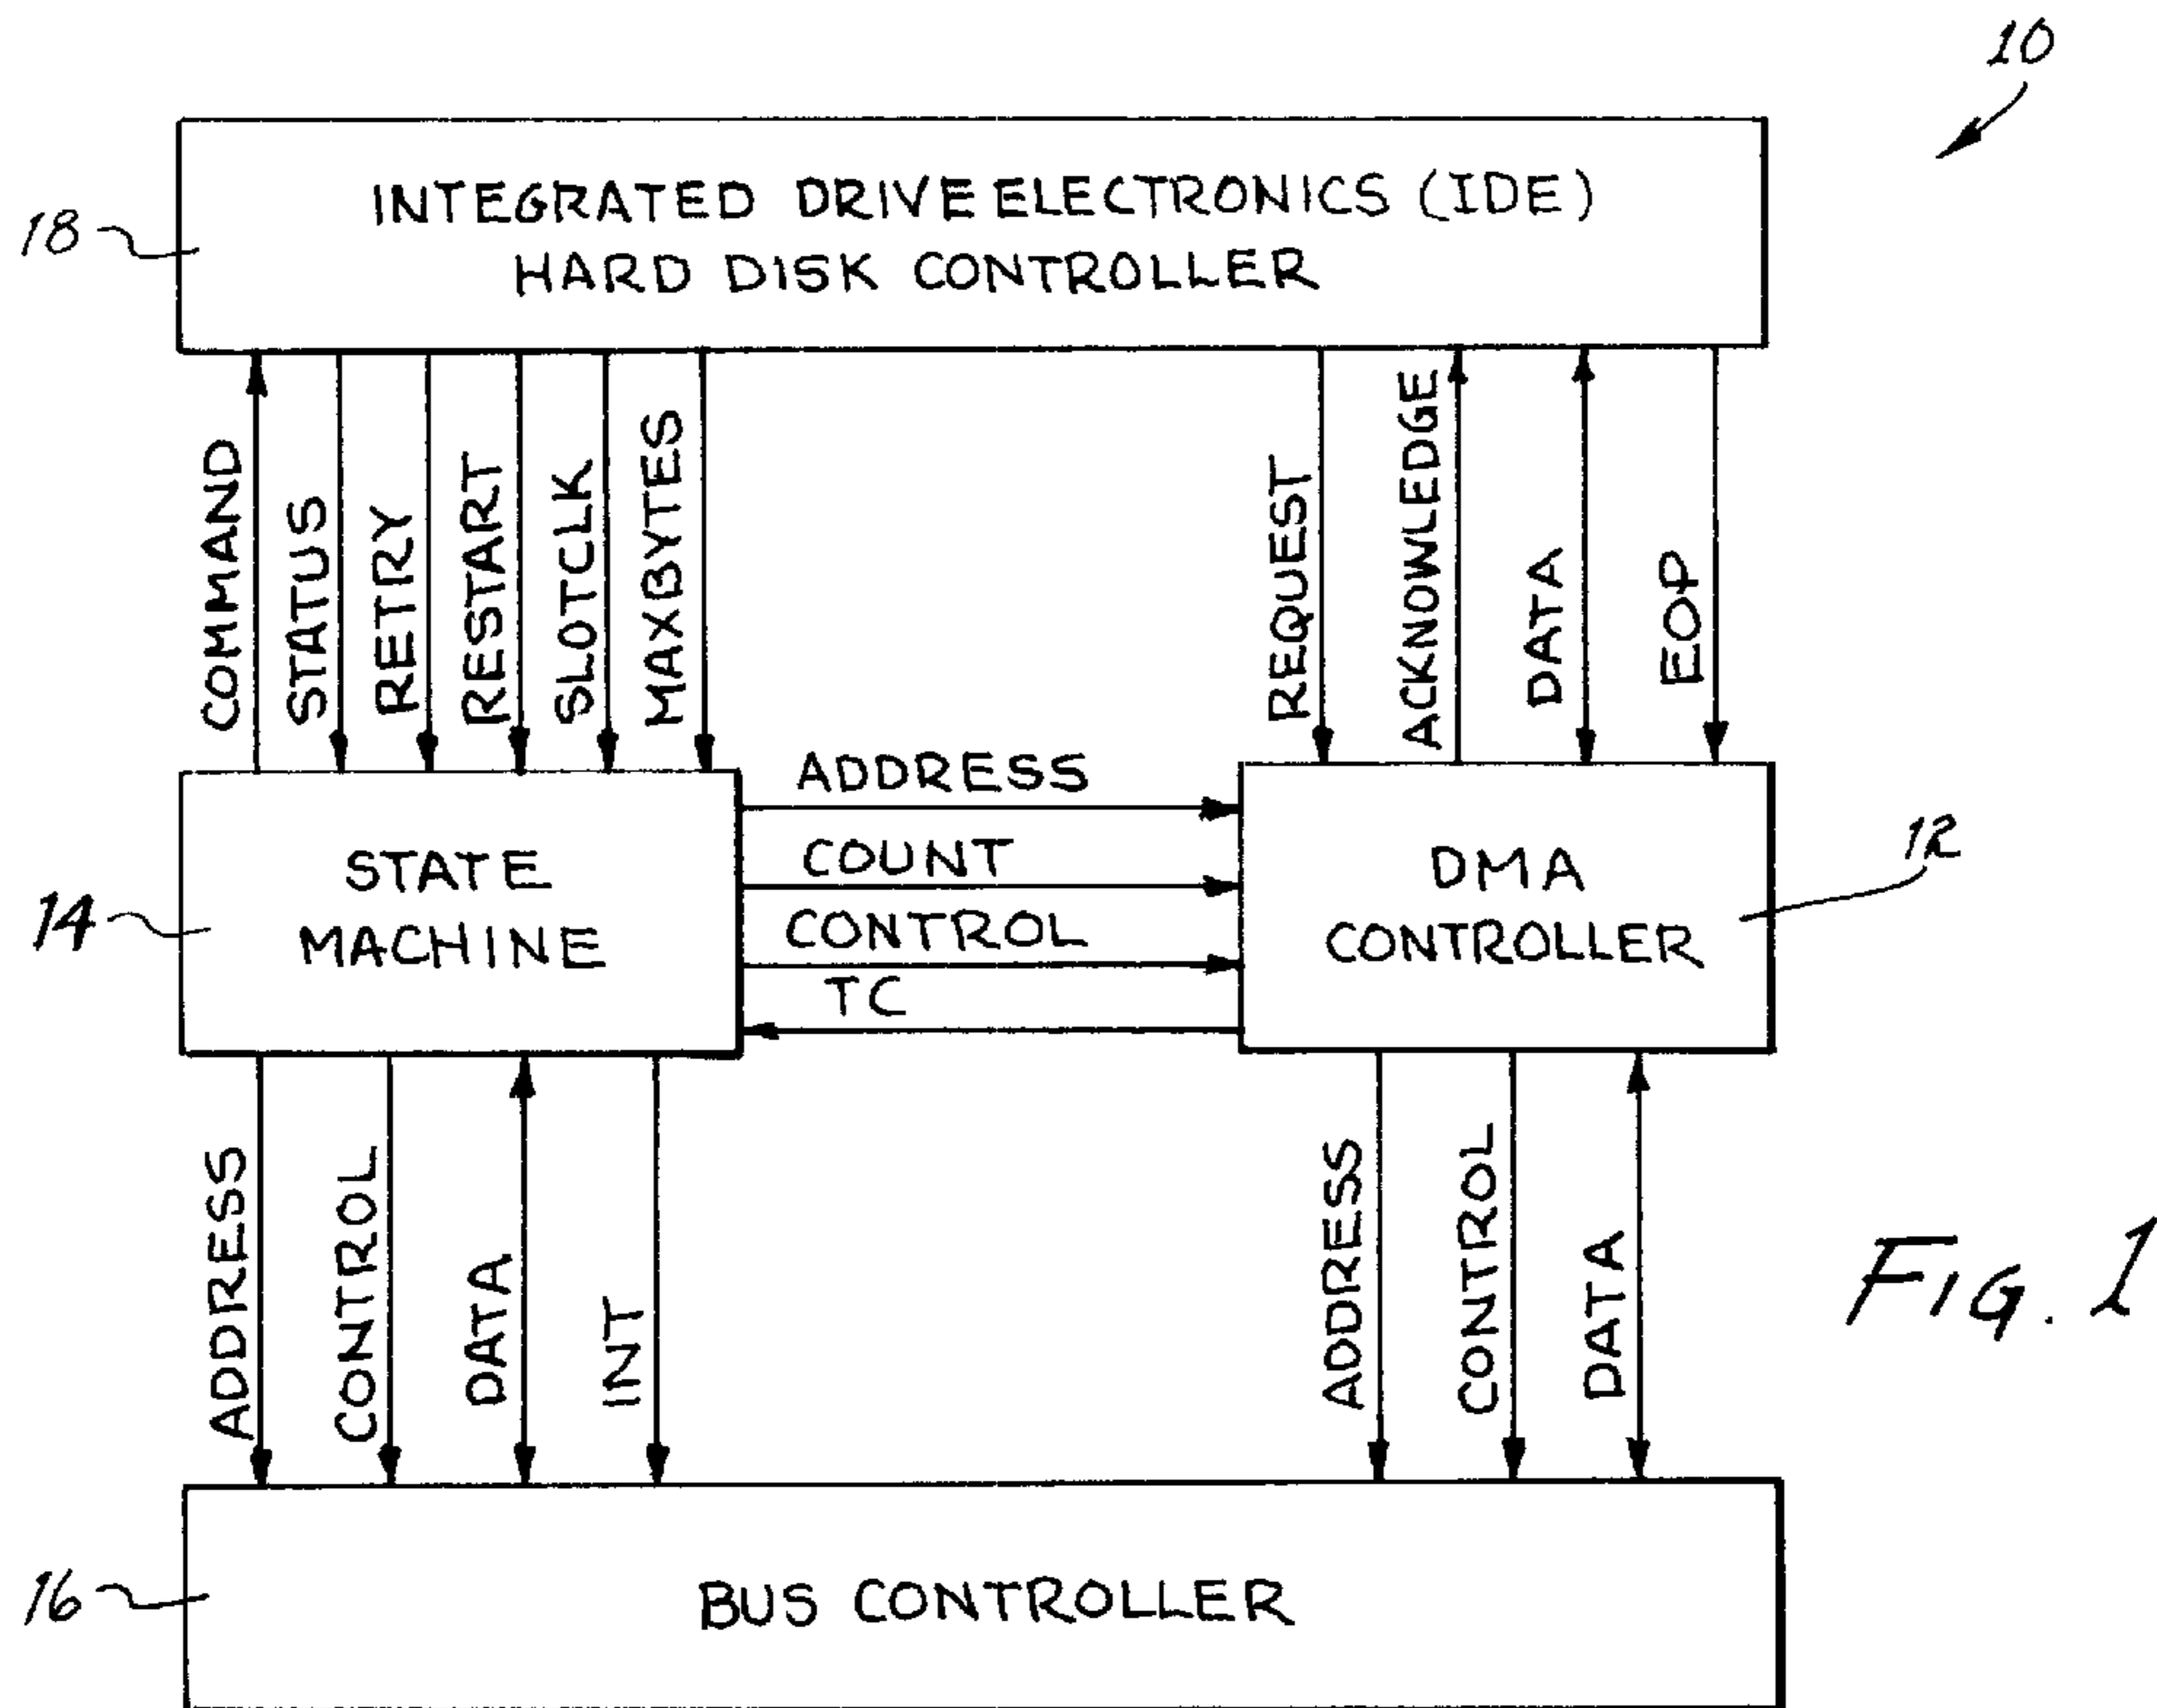 10
INTEGRATED DRIVE ELECTRONICS (IDE)
HARD DISK CONTROLLER
18
COMMAND
STATUS
RETRY
RESTART
SLOTCLK
MAXBYTES
REQUEST
ACKNOWLEDGE
DATA
EOP
ADDRESS
COUNT
CONTROL
TC
STATE
MACHINE
14
DMA
CONTROLLER
12
ADDRESS
CONTROL
DATA
INT
ADDRESS
CONTROL
DATA
FIG. 1
BUS CONTROLLER
16